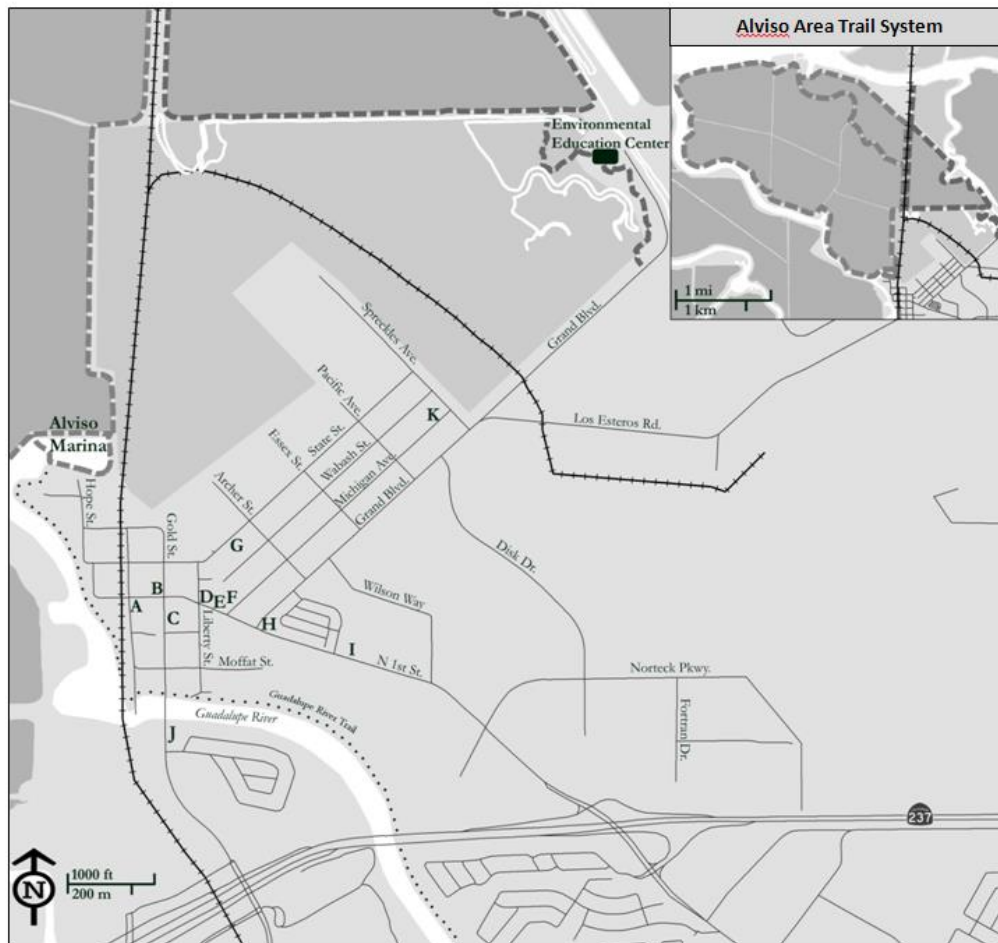 Alviso Area Trail System
1 mi
1 km
Environmental
Education Center
Spreckles Ave.
Grand Blvd.
Pacific Ave.
K
Los Esteros Rd.
Essex St.
State St.
Wabash St.
Michigan Ave.
Grand Blvd.
Alviso
Marina
Hope St.
Archer St.
Gold St.
G
Disk Dr.
B
A
D
E
F
Wilson Way
C
Liberty St.
H
I
N 1st St.
Moffat St.
Norteck Pkwy.
Fortran Dr.
Guadalupe River Trail
Guadalupe River
J
237
N
1000 ft
200 m